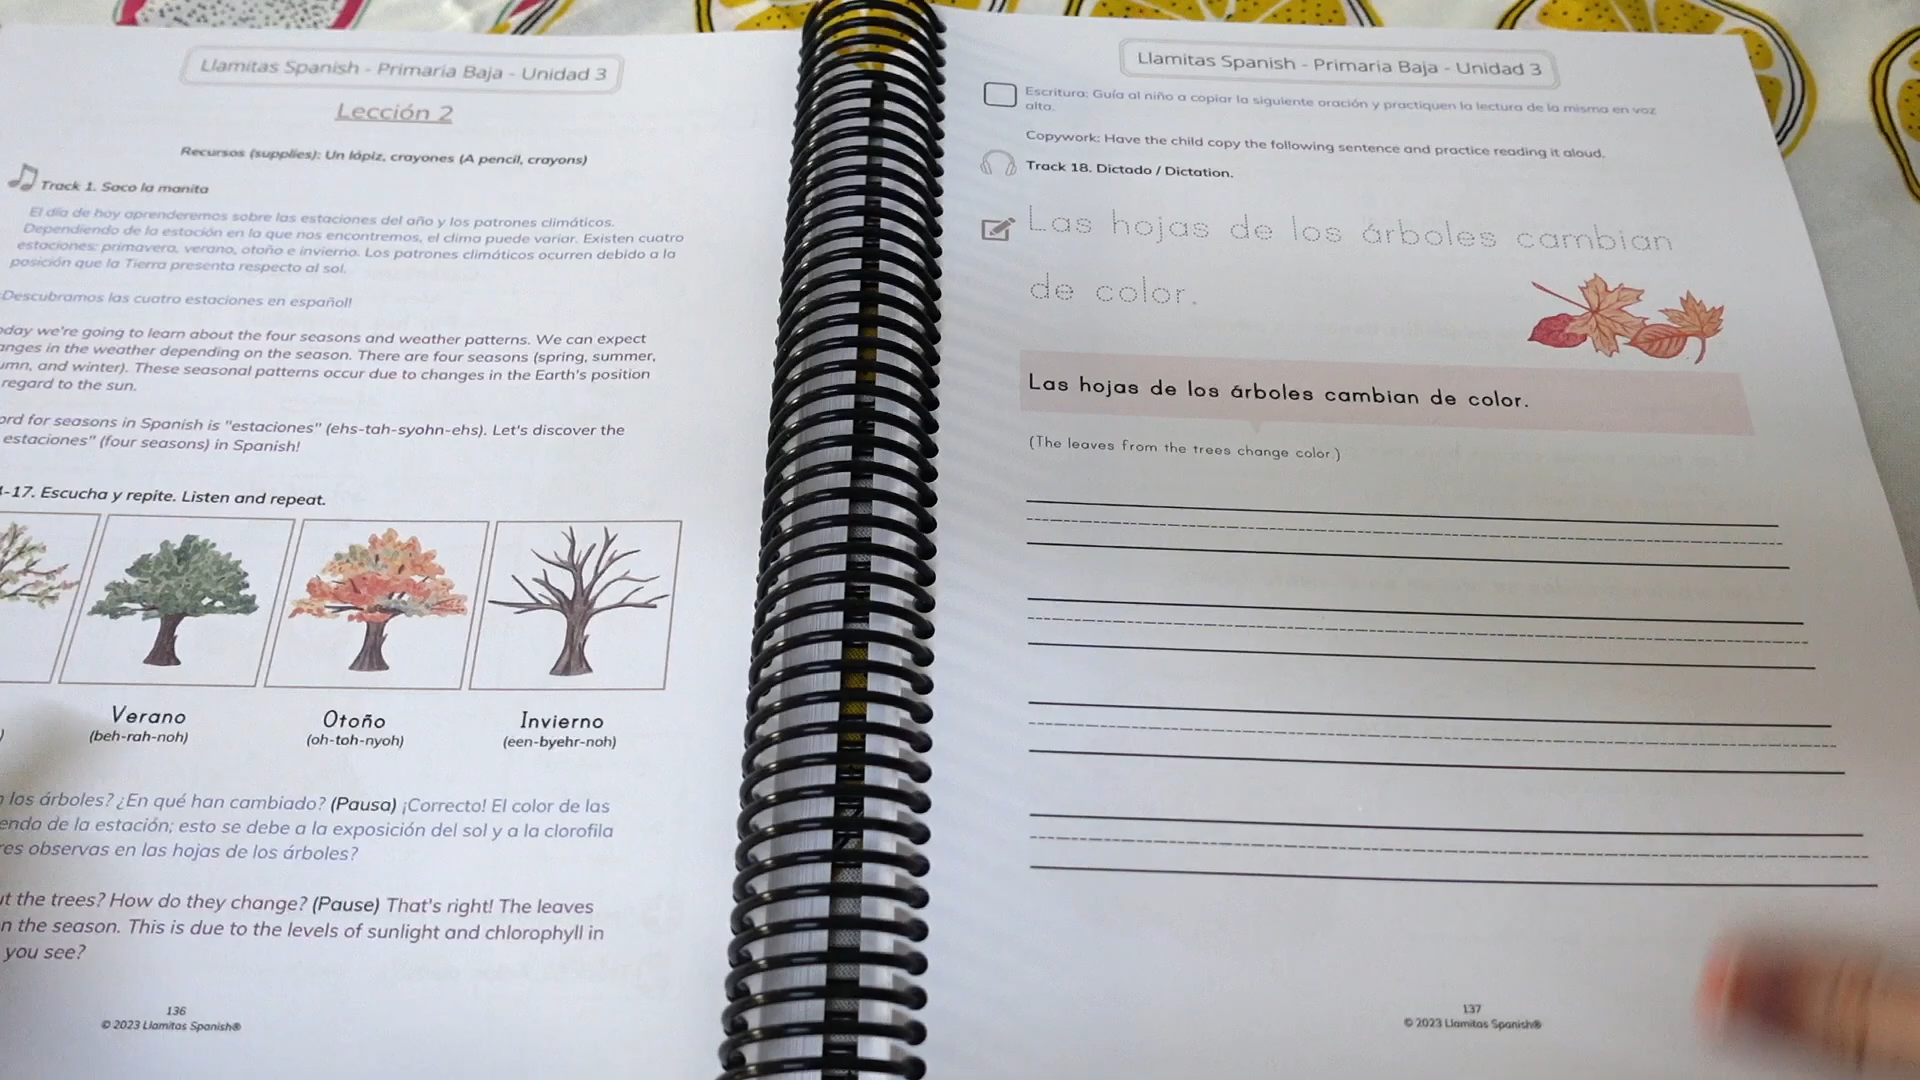 Llamitas Spanish - Primaria Baja - Unidad 3
Lección 2
Recursos (supplies): Un lápiz, crayones (A pencil, crayons)
Track 1. Saco la manita
El día de hoy aprenderemos sobre las estaciones del año y los patrones climáticos.
Dependiendo de la estación en la que nos encontremos, el clima puede variar. Existen cuatro
estaciones: primavera, verano, otoño e invierno. Los patrones climáticos ocurren debido a la
posición que la Tierra presenta respecto al sol.
Descubramos las cuatro estaciones en español!
we're going to learn about the four seasons and weather patterns. We can expect
in the weather depending on the season. There are four seasons (spring, summer,
and winter). These seasonal patterns occur due to changes in the Earth's position
regard to the sun.
for seasons in Spanish is "estaciones" (ehs-tah-syohn-ehs). Let's discover the
estaciones" (four seasons) in Spanish!
-17. Escucha y repite. Listen and repeat.
Verano
(beh-rah-noh)
Otoño
(oh-toh-nyoh)
Invierno
(een-byehr-noh)
los árboles? ¿En qué han cambiado? (Pausa) ¡Correcto! El color de las
de la estación; esto se debe a la exposición del sol y a la clorofila
observas en las hojas de los árboles?
the trees? How do they change? (Pause) That's right! The leaves
the season. This is due to the levels of sunlight and chlorophyll in
you see?
136
© 2023 Llamitas Spanish®
Llamitas Spanish - Primaria Baja - Unidad 3
Escritura: Guía al niño a copiar la siguiente oración y practiquen la lectura de la misma en voz
alta.
Copywork: Have the child copy the following sentence and practice reading it aloud.
Track 18. Dictado / Dictation.
Las hojas de los árboles cambian
de color.
Las hojas de los árboles cambian de color.
(The leaves from the trees change color.)
137
© 2023 Llamitas Spanish®